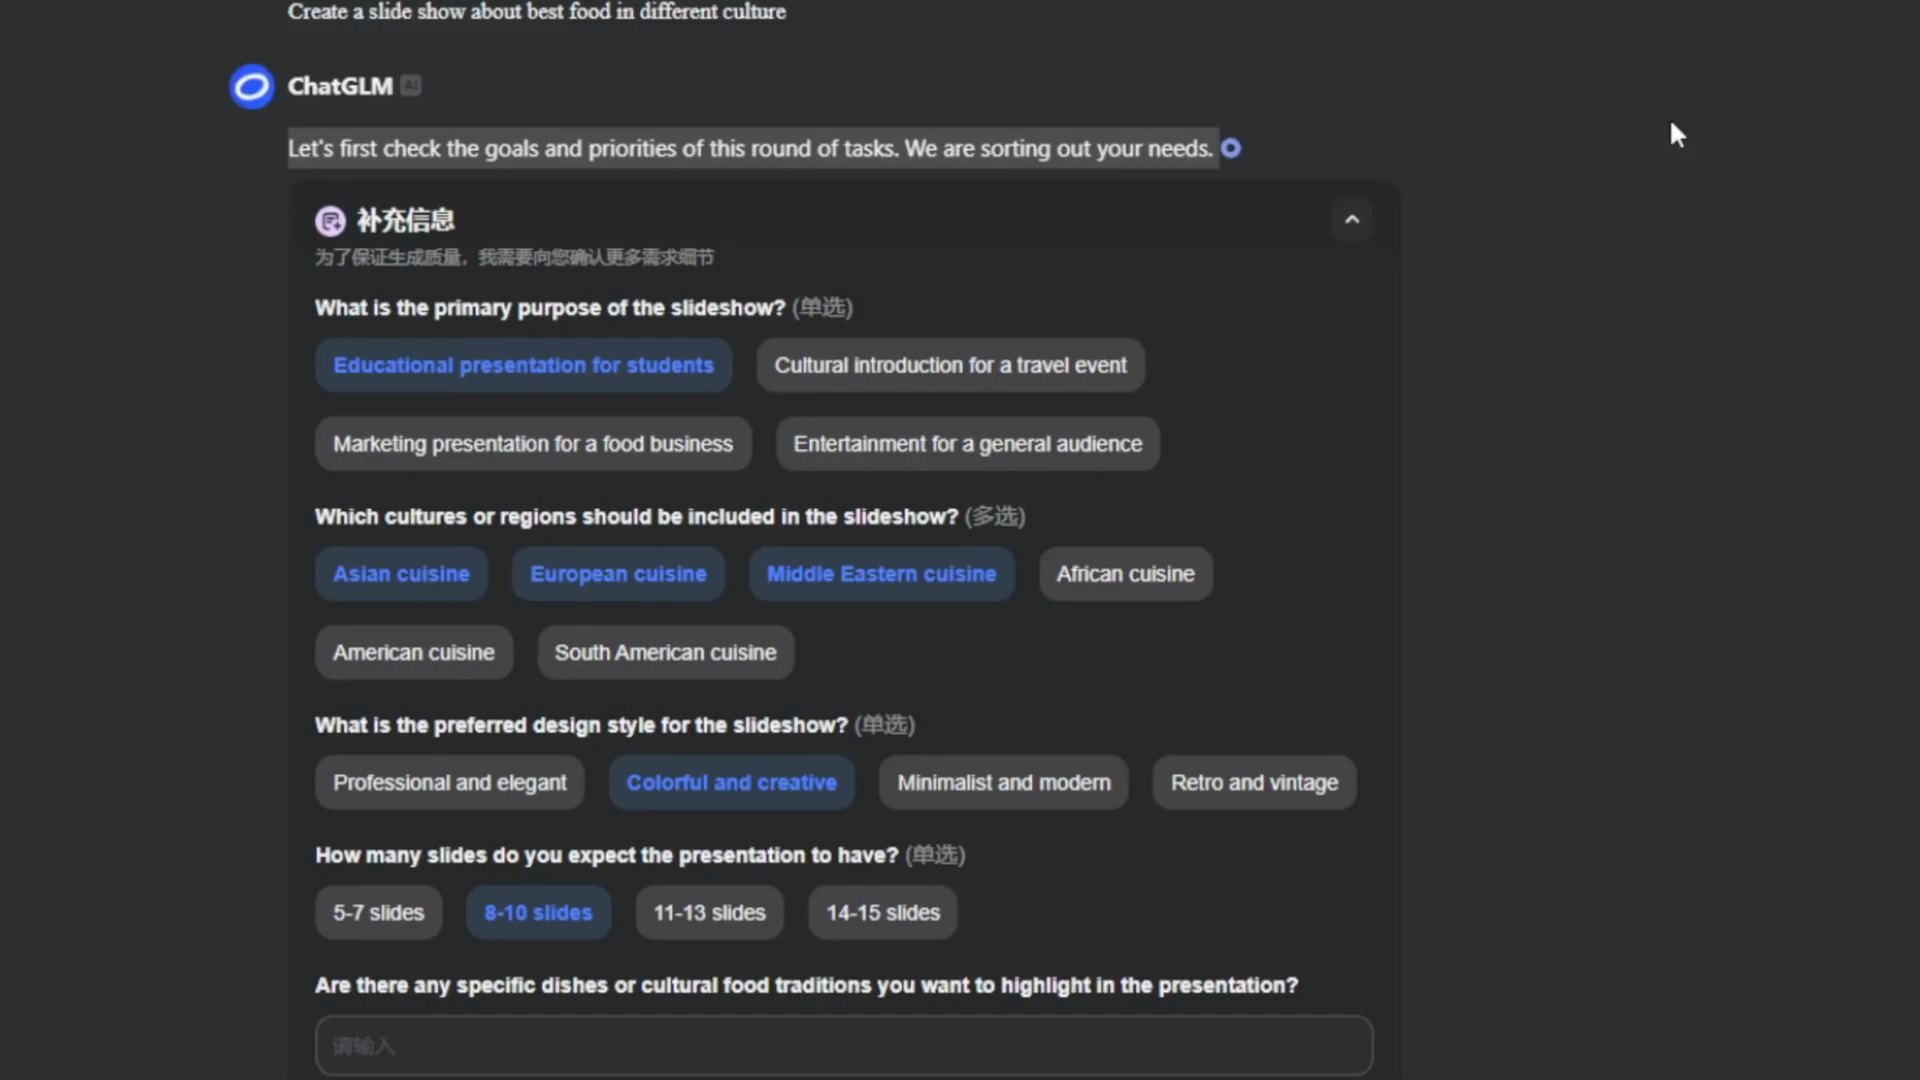 Create a slide show about best food in different culture
ChatGLM AI
Let's first check the goals and priorities of this round of tasks. We are sorting out your needs.
补充信息
为了保证生成质量，我需要向您确认更多需求细节
What is the primary purpose of the slideshow? (单选)
Educational presentation for students Cultural introduction for a travel event
Marketing presentation for a food business Entertainment for a general audience
Which cultures or regions should be included in the slideshow? (多选)
Asian cuisine European cuisine Middle Eastern cuisine African cuisine
American cuisine South American cuisine
What is the preferred design style for the slideshow? (单选)
Professional and elegant Colorful and creative Minimalist and modern Retro and vintage
How many slides do you expect the presentation to have? (单选)
5-7 slides 8-10 slides 11-13 slides 14-15 slides
Are there any specific dishes or cultural food traditions you want to highlight in the presentation?
请输入